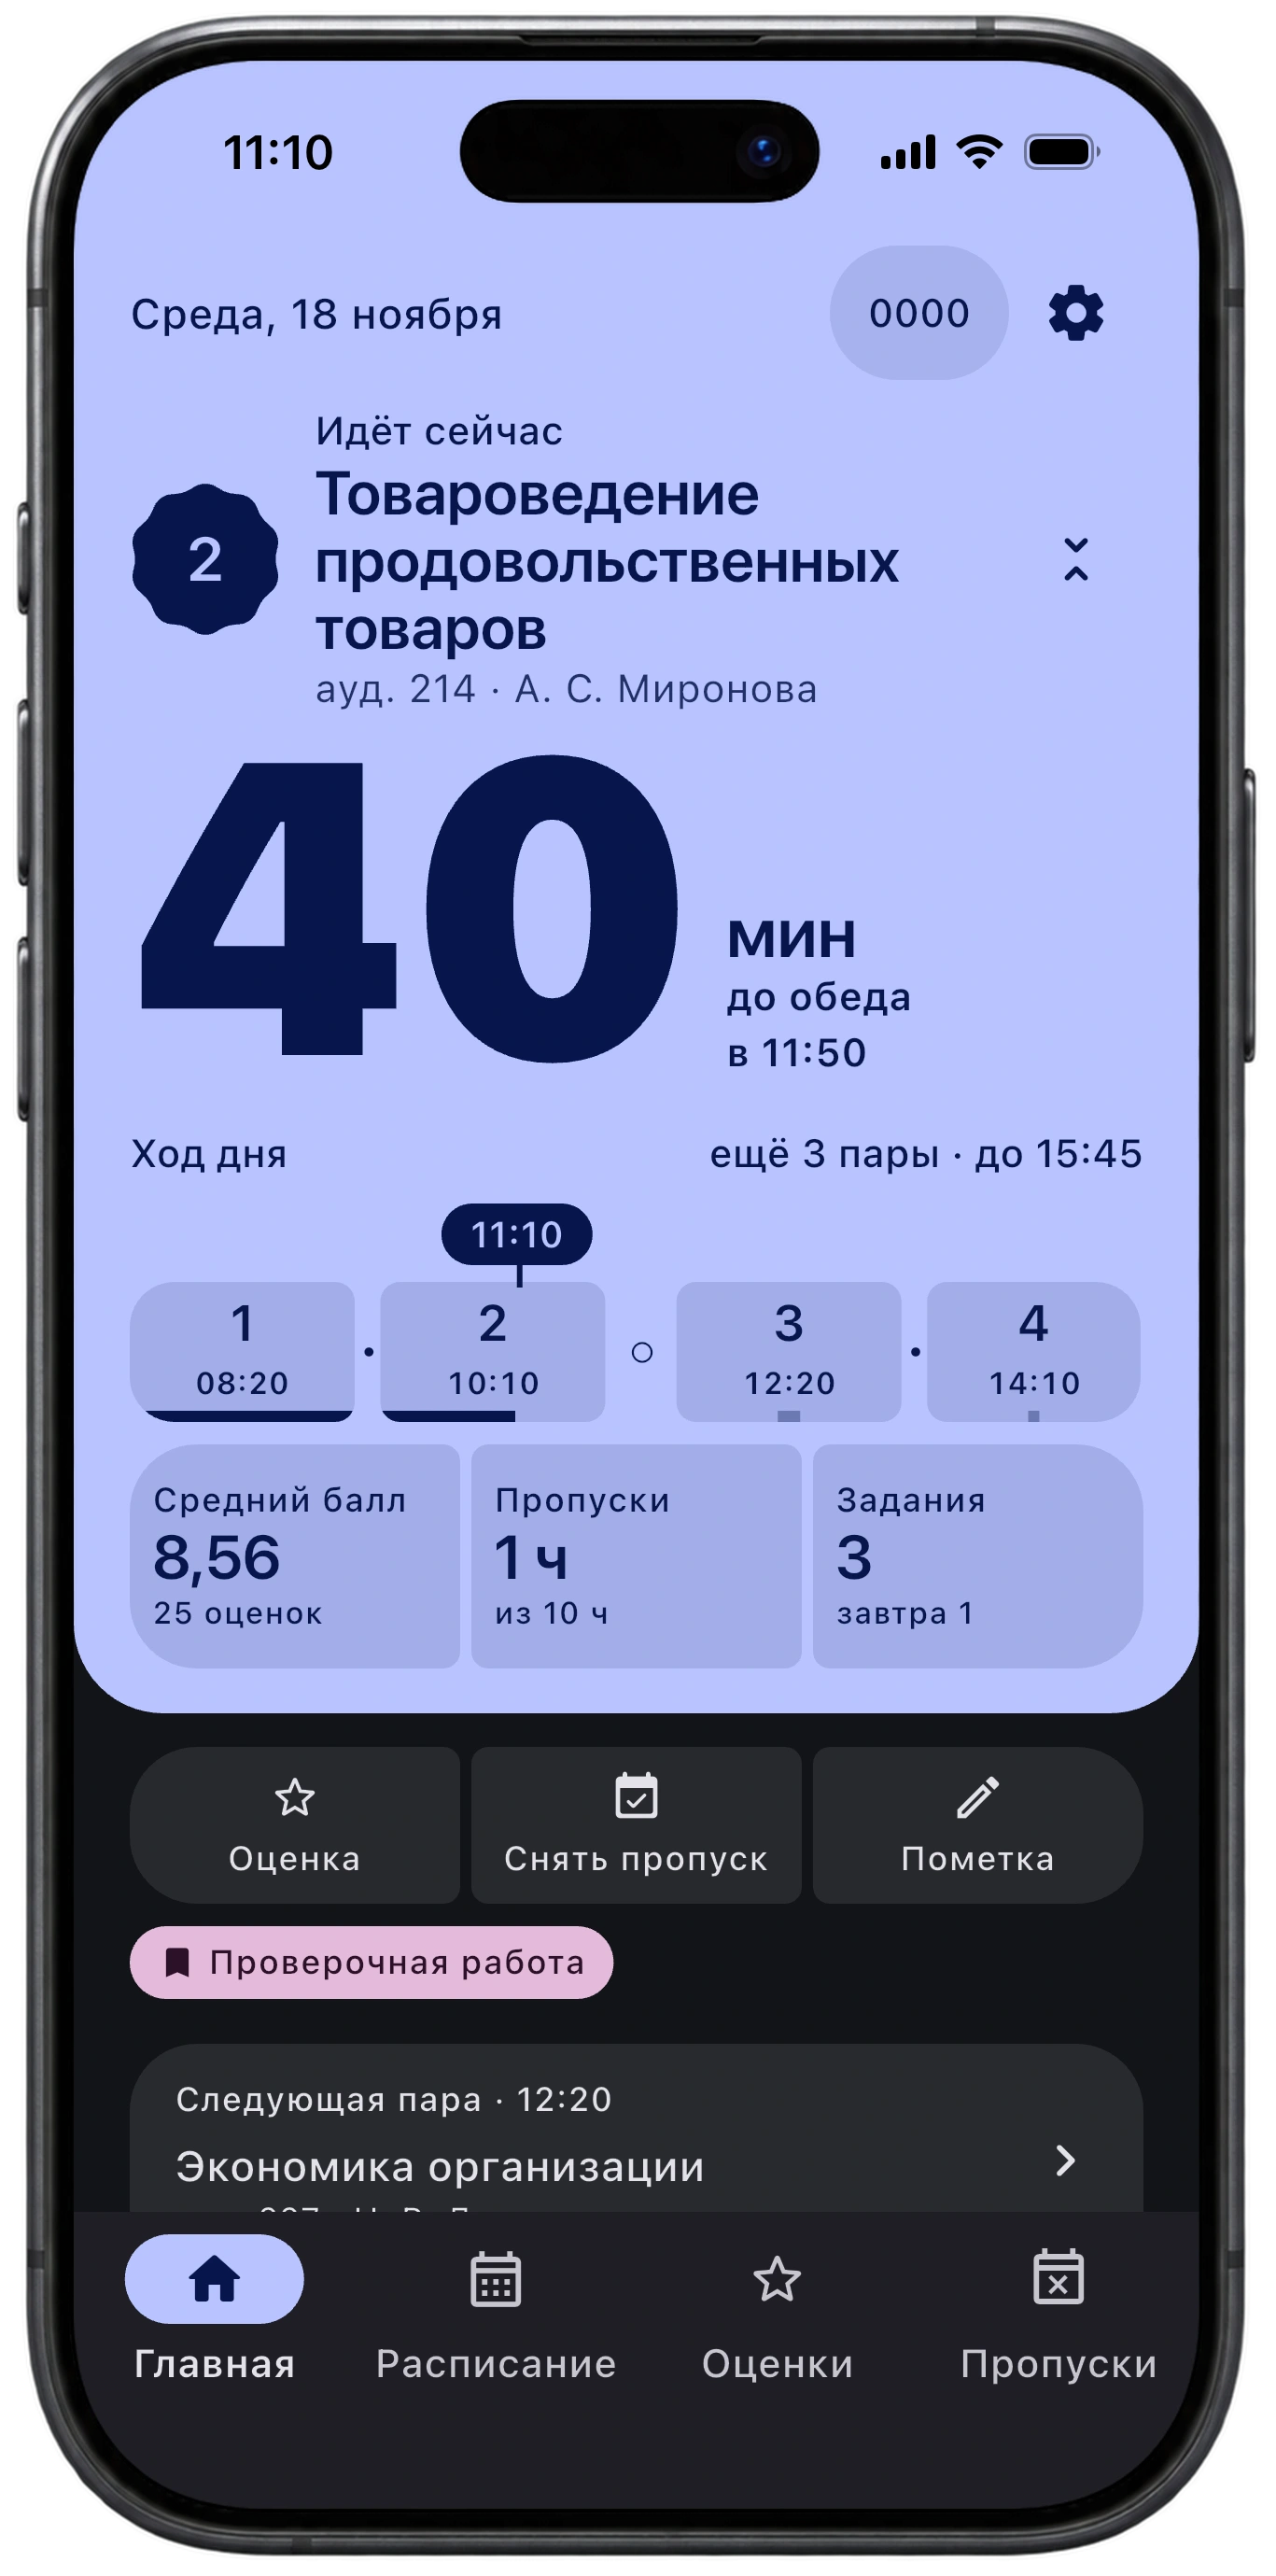 11:10
Среда, 18 ноября
0000
Идёт сейчас
2
Товароведение
продовольственных
товаров
ауд. 214 · А. С. Миронова
40
мин
до обеда
в 11:50
Ход дня
ещё 3 пары · до 15:45
11:10
1
2
3
4
08:20
10:10
12:20
14:10
Средний балл
8,56
25 оценок
Пропуски
1 ч
из 10 ч
Задания
3
завтра 1
Оценка
Снять пропуск
Пометка
Проверочная работа
Следующая пара · 12:20
Экономика организации
Главная
Расписание
Оценки
Пропуски